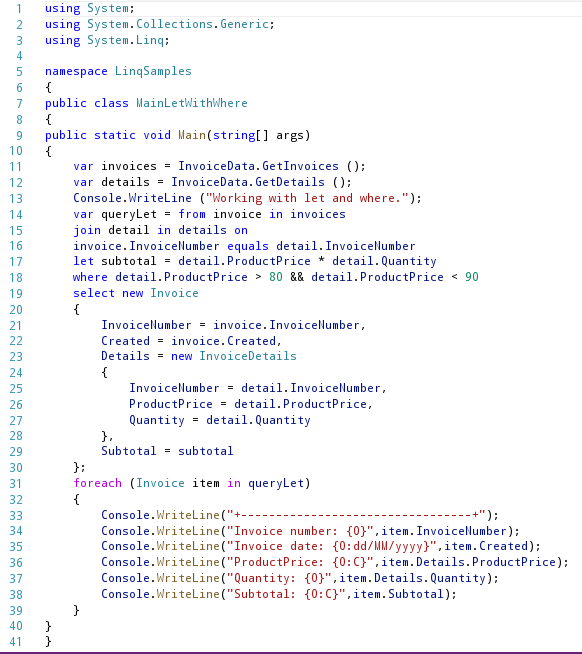 1 using System;
2 using System.Collections.Generic;
3 using System.Linq;
4
5 namespace LinqSamples
6 {
7 public class MainLetWithWhere
8 {
9 public static void Main(string[] args)
10 {
11     var invoices = InvoiceData.GetInvoices ();
12     var details = InvoiceData.GetDetails ();
13     Console.WriteLine ("Working with let and where.");
14     var queryLet = from invoice in invoices
15     join detail in details on
16     invoice.InvoiceNumber equals detail.InvoiceNumber
17     let subtotal = detail.ProductPrice * detail.Quantity
18     where detail.ProductPrice > 80 && detail.ProductPrice < 90
19     select new Invoice
20     {
21         InvoiceNumber = invoice.InvoiceNumber,
22         Created = invoice.Created,
23         Details = new InvoiceDetails
24         {
25             InvoiceNumber = detail.InvoiceNumber,
26             ProductPrice = detail.ProductPrice,
27             Quantity = detail.Quantity
28         },
29         Subtotal = subtotal
30     };
31     foreach (Invoice item in queryLet)
32     {
33         Console.WriteLine("+---------------------------------+");
34         Console.WriteLine("Invoice number: {0}",item.InvoiceNumber);
35         Console.WriteLine("Invoice date: {0:dd/MM/yyyy}",item.Created);
36         Console.WriteLine("ProductPrice: {0:C}",item.Details.ProductPrice);
37         Console.WriteLine("Quantity: {0}",item.Details.Quantity);
38         Console.WriteLine("Subtotal: {0:C}",item.Subtotal);
39     }
40 }
41 }